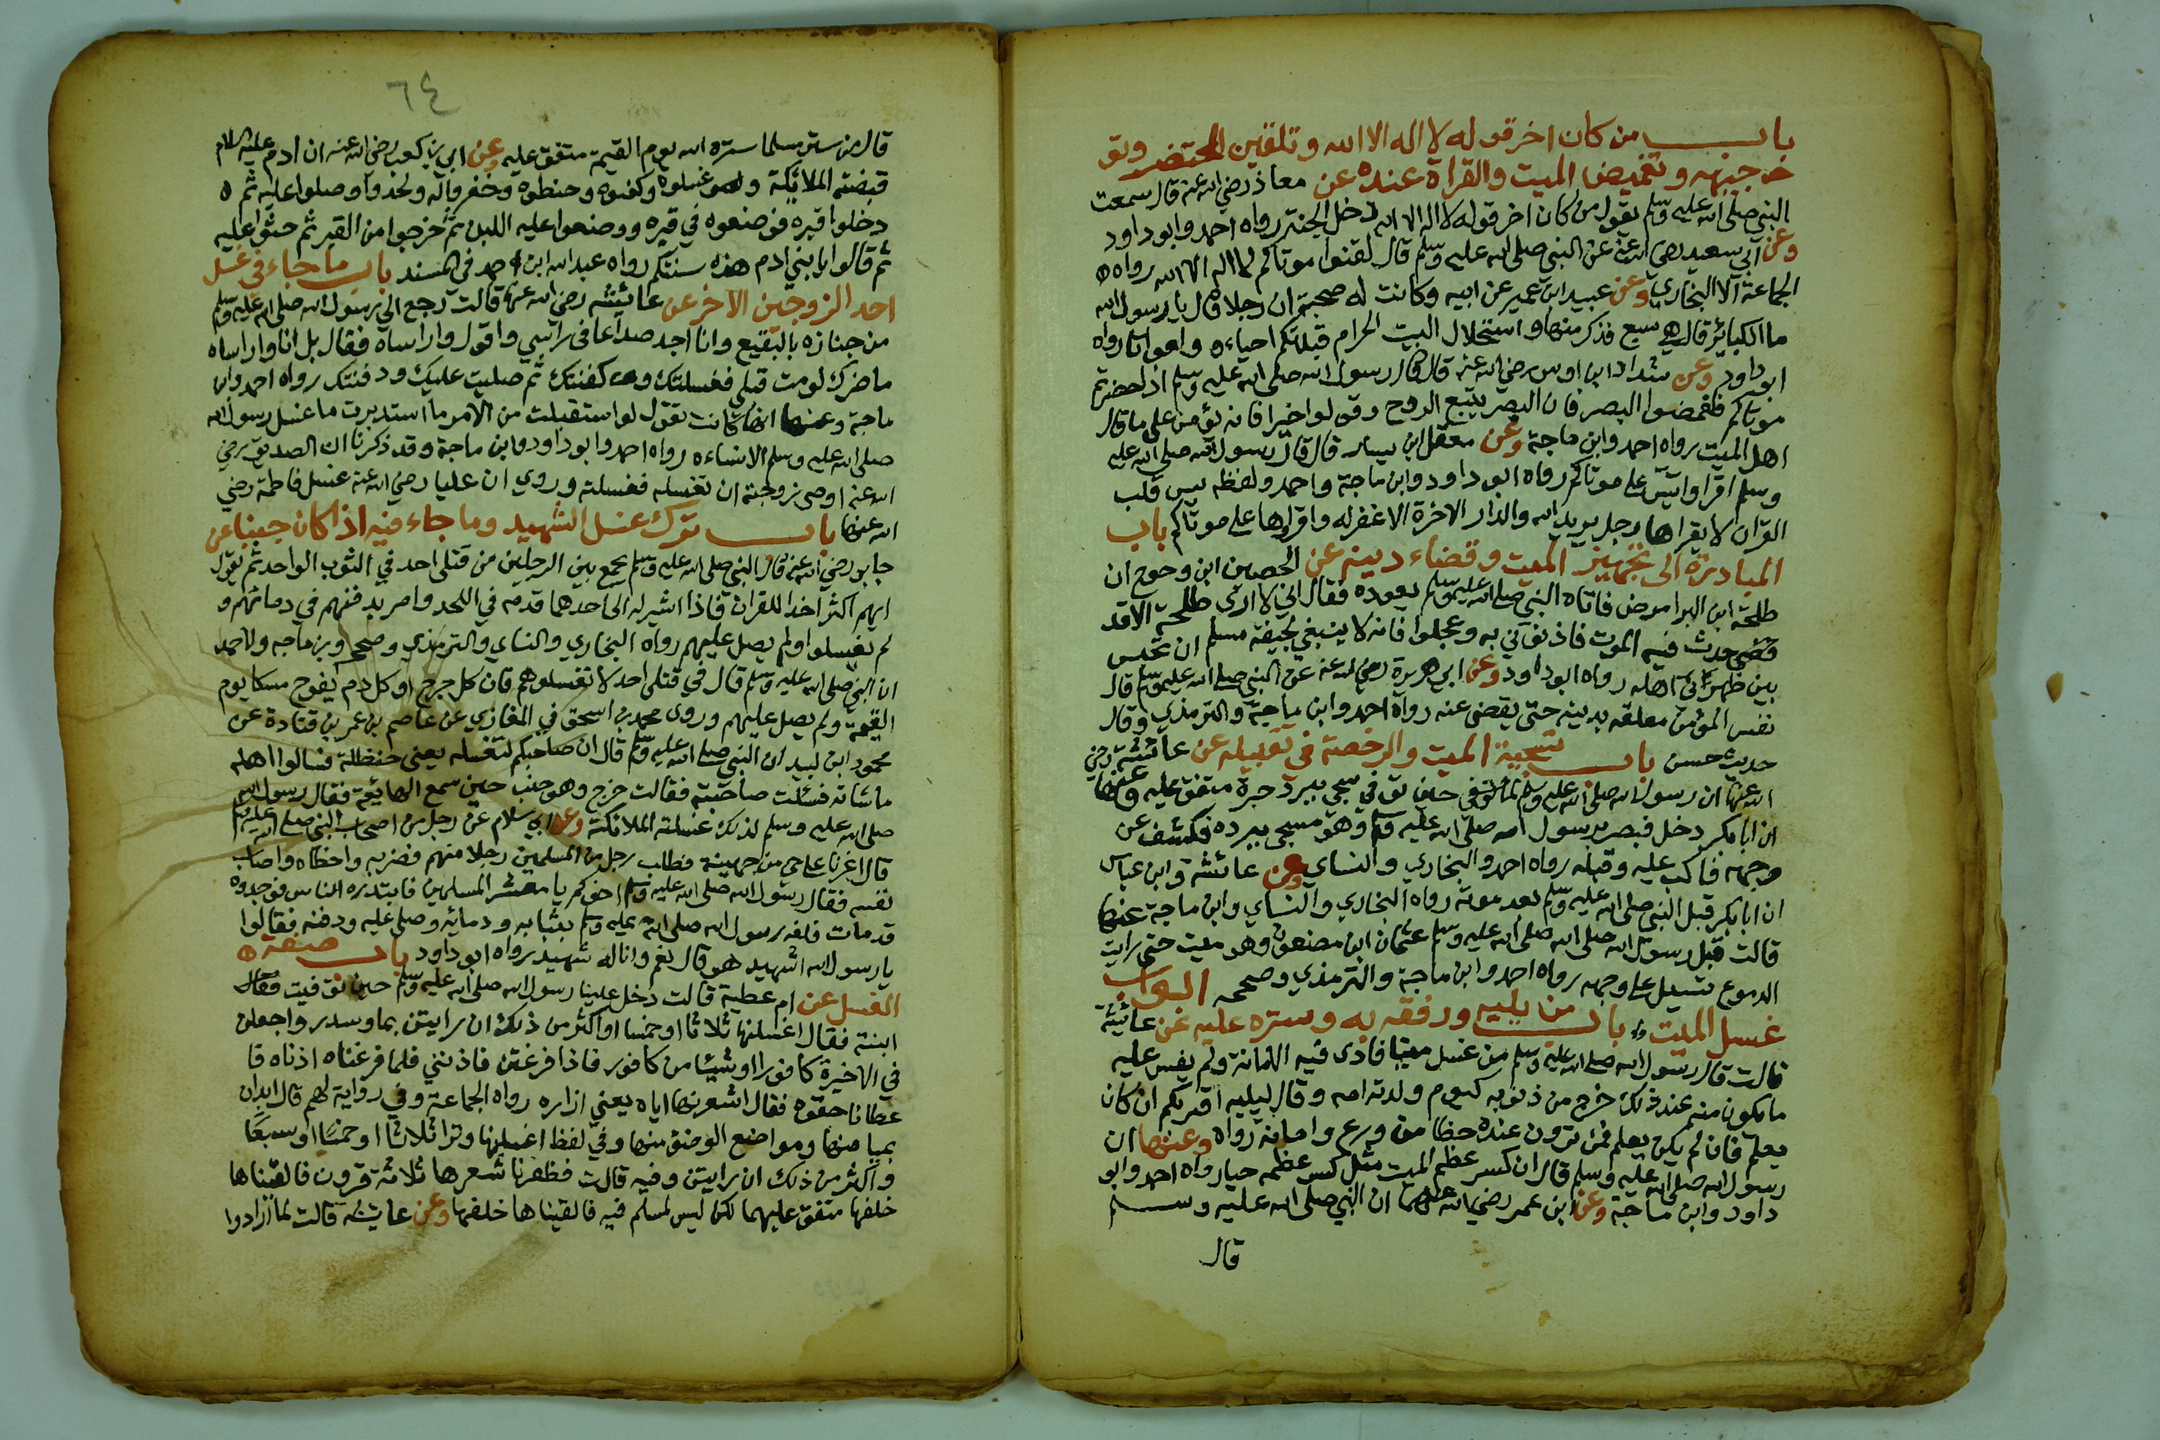 باب من كان اخر قوله لا اله الا الله وتلقين المحتضر وتو
جيهه وتغميض الميت والقراة عنده عن معاذ رضي الله عنه قال سمعت
النبي صلى الله عليه وسلم يقول من كان اخر قوله لا اله الا الله دخل الجنة رواه احمد وابو داود
وعن ابي سعيد رضي الله عنه عن النبي صلى الله عليه وسلم قال لقنوا موتاكم لا اله الا الله رواه
الجماعة الا البخاري وعن عبيد ابن عمير عن ابيه وكانت له صحبة ان رجلا قال يا رسول الله
ما الكبائر قال هي سبع فذكر منها واستحلال البيت الحرام قبلتكم احياء و وامواتا رواه
ابو داود وعن شداد ابن اوس رضي الله عنه قال قال رسول الله صلى الله عليه وسلم اذا حضرتم
موتاكم فاغمضوا البصر فان البصر يتبع الروح وقولوا خيرا فانه يؤمن على ما قال
اهل الميت رواه احمد وابن ماجة وعن معقل ابن يسار قال قال رسول الله صلى الله عليه
وسلم اقراوا يس على موتاكم رواه ابو داود وابن ماجة واحمد ولفظه يس قلب
القران لا يقراها رجل يريد الله والدار الاخرة الا غفر له واقراوها على موتاكم باب
المبادرة الى تجهيز الميت وقضاء دينه عن الحصين ابن وحوح ان
طلحة ابن البرا مرض فاتاه النبي صلى الله عليه وسلم يعوده فقال اني لا ارى طلحة الا قد
حدث فيه الموت فاذنوني به وعجلوا فانه لا ينبغي لجيفة مسلم ان تحبس
بين ظهراني اهله رواه ابو داود وعن ابي هريرة رضي الله عنه عن النبي صلى الله عليه وسلم قال
نفس المؤمن معلقه بدينه حتى يقضى عنه رواه احمد وابن ماجة والترمذي وقال
حديث حسن باب تسجية الميت والرخصة في تقبيله عن عائشة رضي
الله عنها ان رسول الله صلى الله عليه وسلم حين توفي سجي ببرد حبرة متفق عليه وعنها
ان ابا بكر دخل فبصر برسول الله صلى الله عليه وسلم وهو مسجى ببرده فكشف عن
وجهه فاكب عليه وقبله رواه احمد والبخاري والنساي وعن عائشة وابن عباس
ان ابا بكر قبل النبي صلى الله عليه وسلم بعد موته رواه البخاري والنساي وابن ماجة عنها
قالت قبل رسول الله صلى الله عليه وسلم عثمان ابن مضعون وهو ميت حتى رايت
الدموع تسيل على وجهه رواه احمد وابن ماجة والترمذي وصححه ابواب
غسل الميت باب من يليه ورفقه به وستره عليه عن عائشة
قالت قال رسول الله صلى الله عليه وسلم من غسل ميتا فادى فيه الامانة ولم يفس عليه
ما يكون منه عند ذلك خرج من ذنوبه كيوم ولدته امه وقال ليليه اقربكم ان كان
يعلم فان لم يكن يعلم فمن ترون عنده حظا من ورع وامانة رواه وعنها ان
رسول الله صلى الله عليه وسلم قال ان كسر عظم الميت مثل كسر عظمه حيا رواه احمد وابو
داود وابن ماجة وعن ابن عمر رضي الله عنهما ان النبي صلى الله عليه وسلم
قال
٦٤
قال من ستر مسلما ستره الله يوم القيمة متفق عليه وعن ابي بن كعب رضي الله عنه ان ادم عليه السلام
قبضته الملائكة وغسلوه وكفنوه وحنطوه وحفروا له ولحدوا وصلوا عليه ثم
دخلوا قبره فوضعوه في قبره ووضعوا عليه اللبن ثم خرجوا من القبر ثم حثوا عليه
ثم قالوا يا بني ادم هذه سنتكم رواه عبد الله ابن احمد في المسند باب ما جاء في غسل
احد الزوجين الآخر عن عائشه رضي الله عنها قالت رجع الي رسول الله صلى الله عليه وسلم
من جنازه بالبقيع وانا اجد صداعا في راسي واقول واراساه فقال بل انا واراساه
ما ضرك لو مت قبلي فغسلتك وكفنتك ثم صليت عليك ودفنتك رواه احمد وابن
ماجة وعنها انها كانت تقول لو استقبلت من الامر ما استدبرت ما غسل رسول الله
صلى الله عليه وسلم الا نساءه رواه احمد وابو داود وابن ماجة وقد ذكرنا ان الصديق رضي
الله عنه اوصى زوجته ان تغسله فغسلته وروي ان عليا رضي الله عنه غسل فاطمة رضي
الله عنها باب ترك غسل الشهيد وما جاء فيه اذا كان جنبا عن
جابر رضي الله عنه قال النبي صلى الله عليه وسلم يجمع بين الرجلين من قتلى احد في الثوب الواحد ثم يقول
ايهم اكثر اخذا للقران فاذا اشير له الى احدهما قدمه في اللحد وامر بدفنهم في دمائهم و
لم يغسلوا ولم يصل عليهم رواه البخاري والنساي والترمذي وصححه وبن ماجه ولاحمد
ان النبي صلى الله عليه وسلم قال في قتلى احد لا تغسلوهم فان كل جرح او كل دم يفوح مسكا يوم
القيمة ولم يصل عليهم وروى محمد بن اسحق في المغازي عن عاصم بن عمر بن قتادة عن
محمود ابن لبيد ان النبي صلى الله عليه وسلم قال ان صاحبكم لتغسله يعني حنظلة فسالوا اهله
ما شانه فسئلت صاحبته فقالت خرج وهو جنب حين سمع الهائعة فقال رسول الله
صلى الله عليه وسلم لذلك غسلته الملائكة وعن ابي سلام عن رجل من اصحاب النبي صلى الله عليه وسلم
قال اغرنا على حي من جهينة فطلب رجل من المسلمين رجلا منهم فضربه واخطاه واصاب
نفسه فقال رسول الله صلى الله عليه وسلم اخوكم يا معشر المسلمين فابتدره الناس فوجدوه
قد مات فلفه رسول الله صلى الله عليه وسلم بثيابه ودمائه وصلى عليه ودفنه فقالوا
يا رسول الله اشهيد هو قال نعم وانا له شهيد رواه ابو داود باب صفة
الغسل عن ام عطية قالت دخل علينا رسول الله صلى الله عليه وسلم حين توفيت
ابنته فقال اغسلنها ثلاثا او خمسا او اكثر من ذلك ان رايتن بما وسدر واجعلن
في الاخيرة كافورا او شيئا من كافور فاذا فرغتن فاذنني فلما فرغناه اذناه فا
عطانا حقوه فقال اشعرنها اياه يعني ازاره رواه الجماعة وفي رواية لهم قال ابدان
بميامنها ومواضع الوضو منها وفي لفظ اغسلنها وترا ثلاثا او خمسا او سبعا
واكثر من ذلك ان رايتن وفيه قالت فظفرنا شعرها ثلاثة قرون فالقيناها
خلفها متفق عليهما لكن ليس لمسلم فيه فالقيناها خلفها وعن عايشه قالت لما ارادوا